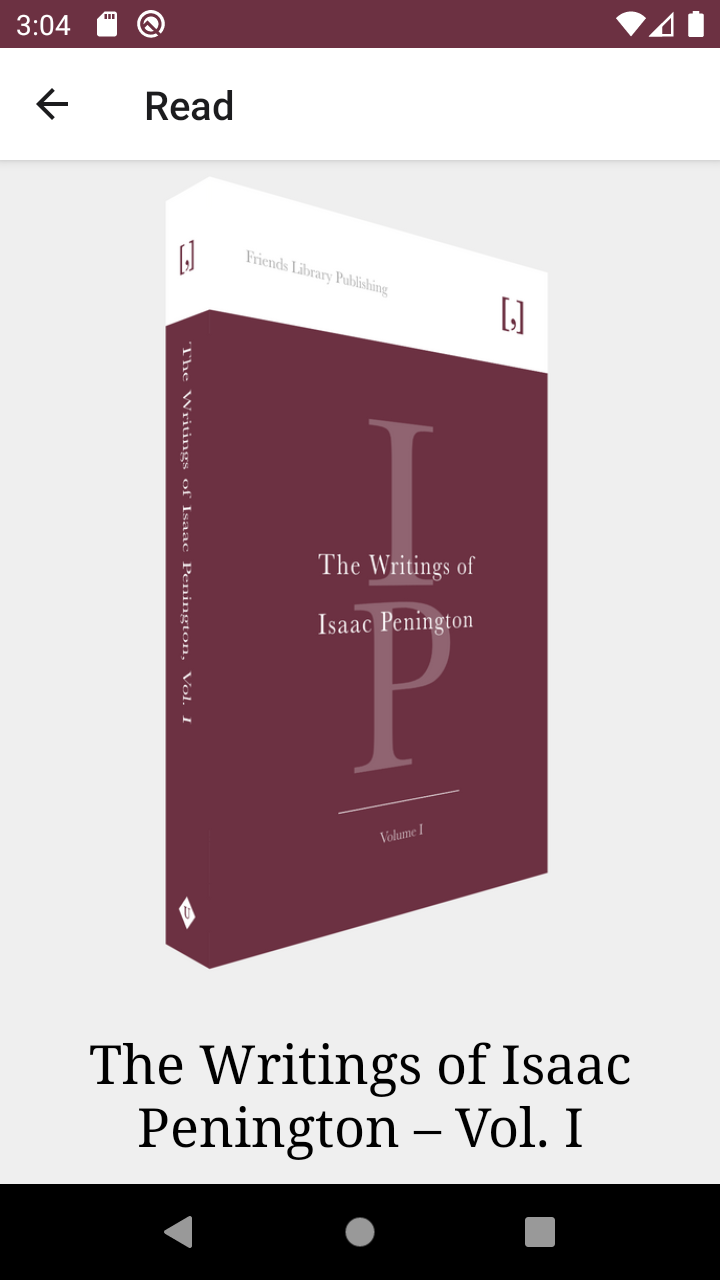 3:04
Read
[,]
Friends Library Publishing
[,]
The Writings of Isaac Penington, Vol. I
I
P
The Writings of
Isaac Penington
Volume I
U
The Writings of Isaac
Penington – Vol. I